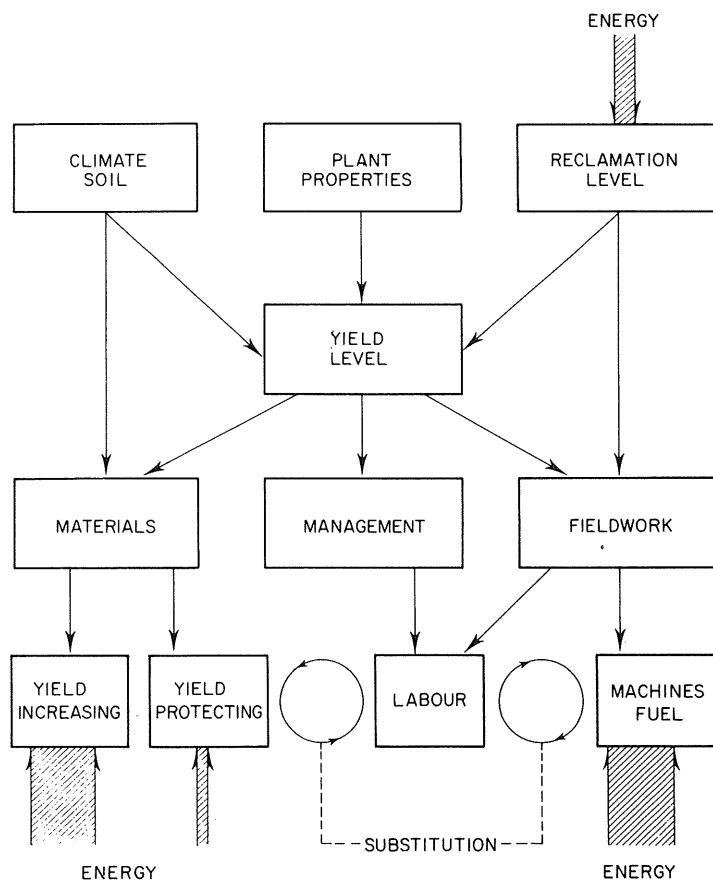 ENERGY
CLIMATE
SOIL
PLANT
PROPERTIES
RECLAMATION
LEVEL
YIELD
LEVEL
MATERIALS
MANAGEMENT
FIELDWORK
YIELD
INCREASING
YIELD
PROTECTING
LABOUR
MACHINES
FUEL
SUBSTITUTION
ENERGY
ENERGY